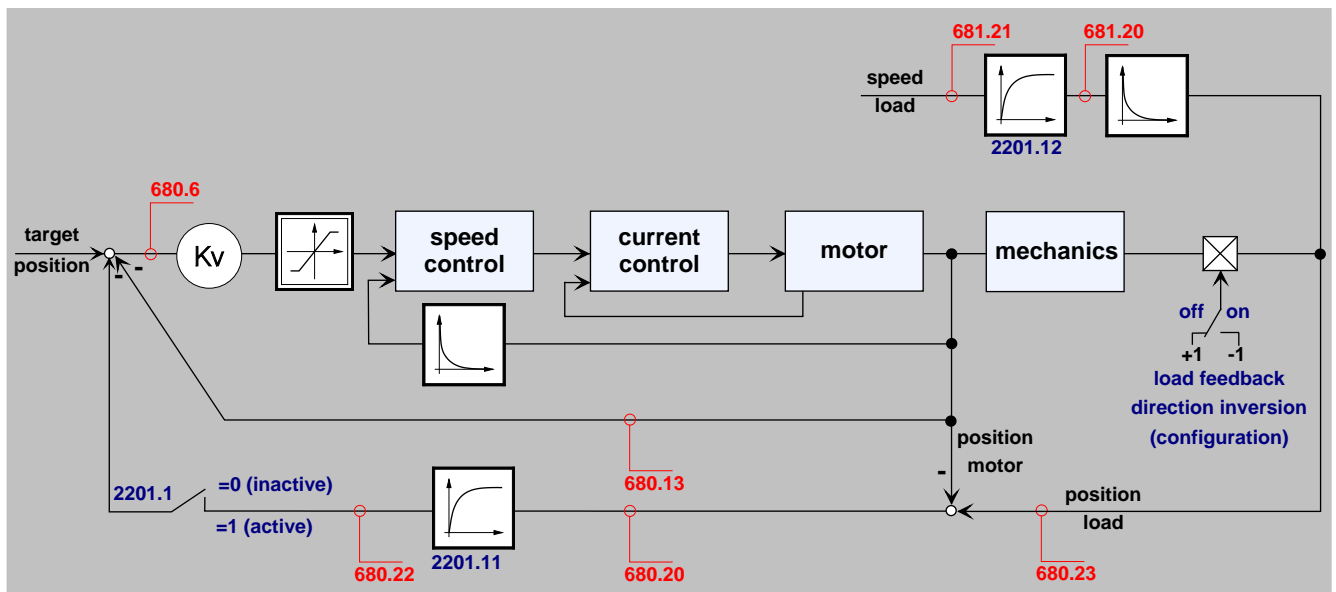 681.21
681.20
speed
load
2201.12
680.6
target
position
-
-
Kv
speed
control
current
control
motor
mechanics
off
on
+1
-1
load feedback
direction inversion
(configuration)
position
motor
-
680.13
2201.1
=0 (inactive)
=1 (active)
position
load
2201.11
680.22
680.20
680.23